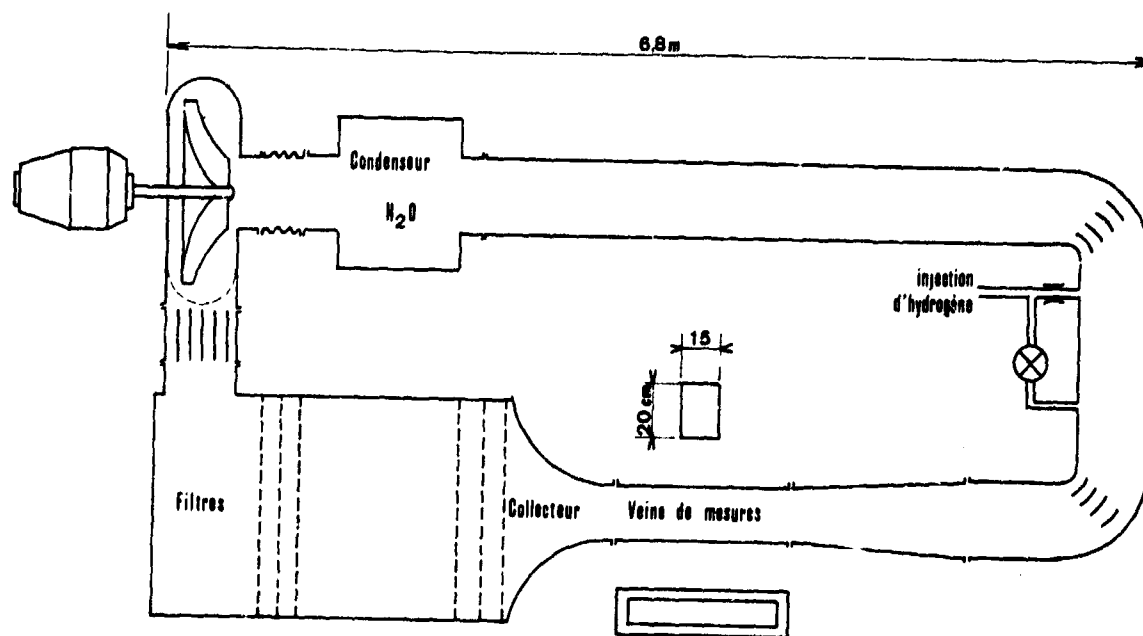 6,8m
Condenseur
N₂O
injection
d'hydrogène
15
20 cm
Filtres
Collecteur
Veine de mesures